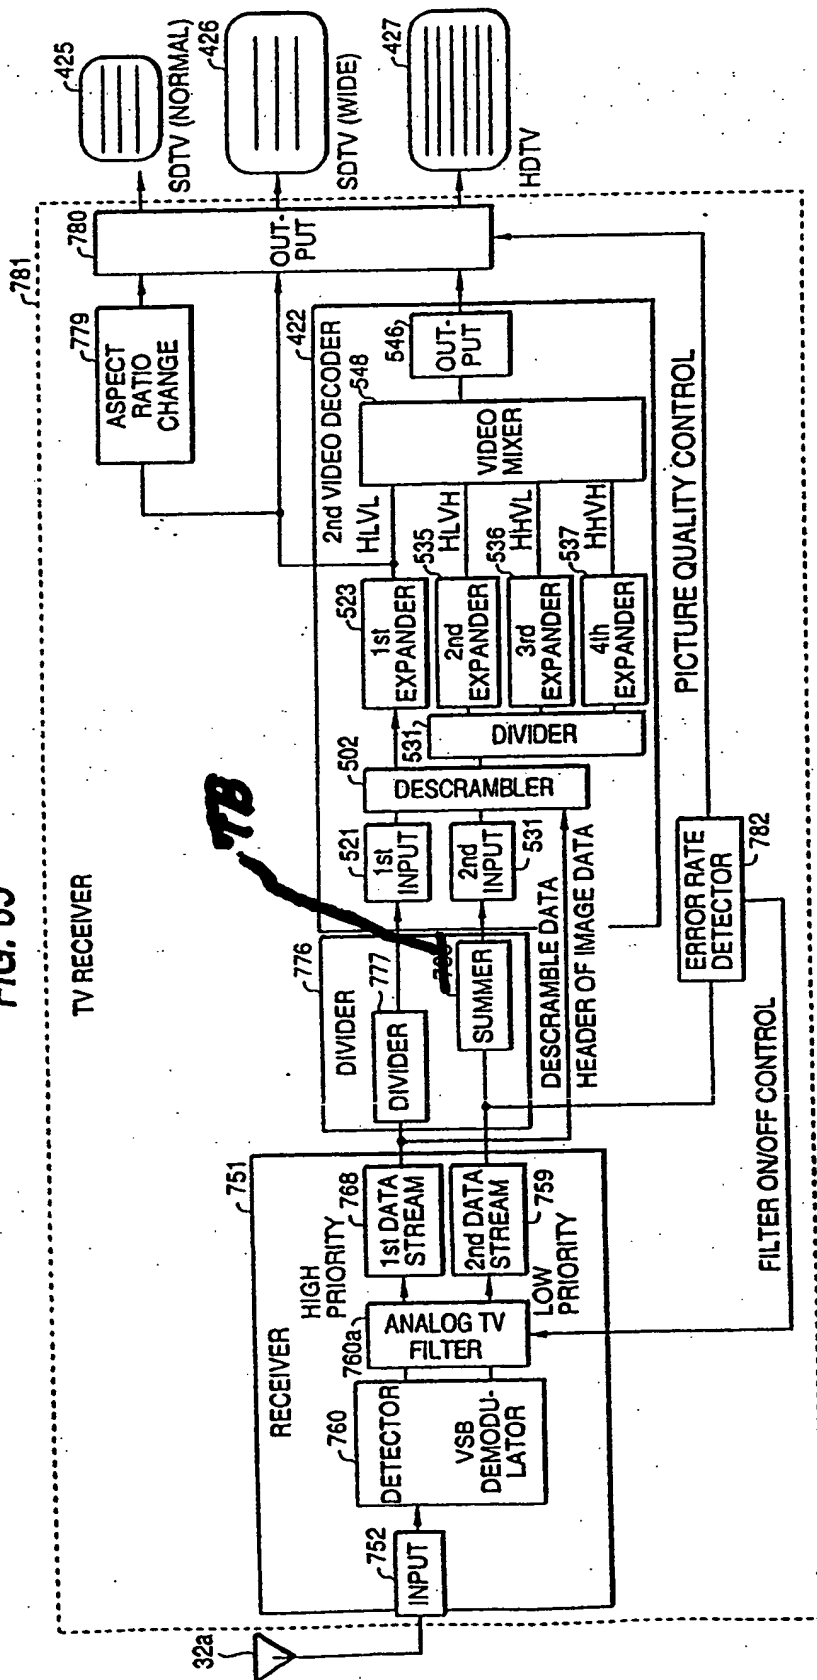 FIG. 65
TV RECEIVER
781
32a
752
INPUT
RECEIVER
751
760
DETECTOR
VSB
DEMODU-
LATOR
760a
ANALOG TV
FILTER
HIGH
PRIORITY
768
1st DATA
STREAM
2nd DATA
STREAM
759
LOW
PRIORITY
776
DIVIDER
777
DIVIDER
SUMMER
TB
DESCRAMBLE DATA
HEADER OF IMAGE DATA
2nd VIDEO DECODER
422
521
1st
INPUT
2nd
INPUT
531
502
DESCRAMBLER
531
DIVIDER
523
1st
EXPANDER
HLVL
535
2nd
EXPANDER
HLVH
536
3rd
EXPANDER
HHVL
537
4th
EXPANDER
HHVH
548
VIDEO
MIXER
546
OUT-
PUT
779
ASPECT
RATIO
CHANGE
780
OUT-
PUT
425
SDTV (NORMAL)
426
SDTV (WIDE)
427
HDTV
ERROR RATE
DETECTOR
782
PICTURE QUALITY CONTROL
FILTER ON/OFF CONTROL